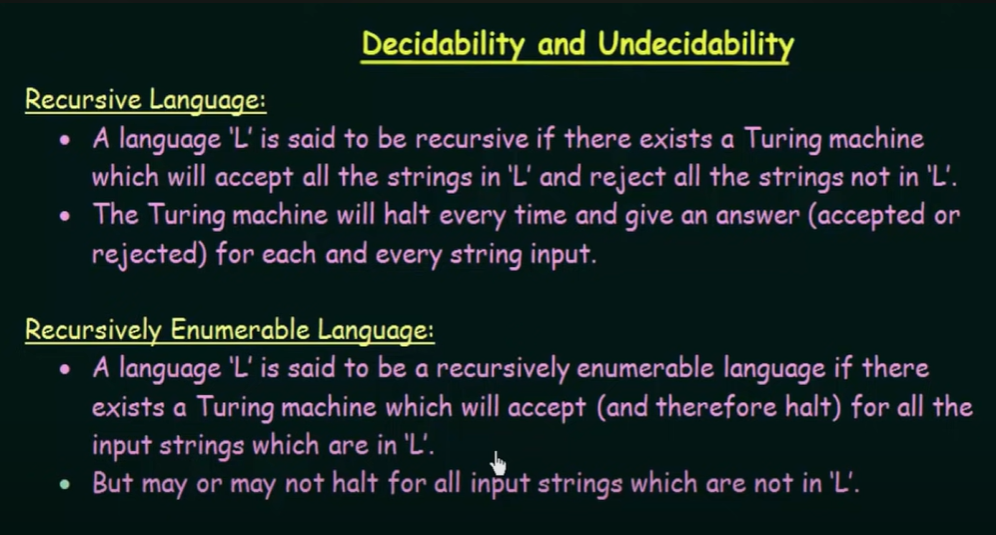 Decidability and Undecidability
Recursive Language:
• A language 'L' is said to be recursive if there exists a Turing machine
which will accept all the strings in 'L' and reject all the strings not in 'L'.
• The Turing machine will halt every time and give an answer (accepted or
rejected) for each and every string input.
Recursively Enumerable Language:
• A language 'L' is said to be a recursively enumerable language if there
exists a Turing machine which will accept (and therefore halt) for all the
input strings which are in 'L'.
• But may or may not halt for all input strings which are not in 'L'.